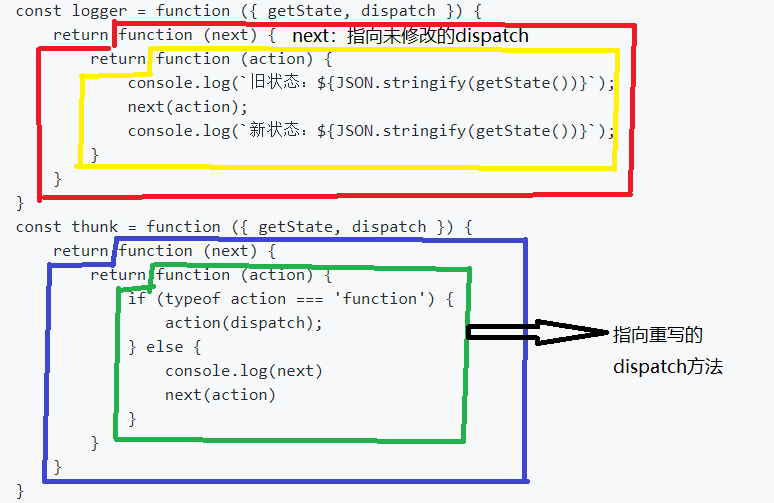 const logger = function ({ getState, dispatch }) {
return function (next) { next：指向未修改的dispatch
return function (action) {
console.log(`旧状态：${JSON.stringify(getState())}`);
next(action);
console.log(`新状态：${JSON.stringify(getState())}`);
}
}
}
const thunk = function ({ getState, dispatch }) {
return function (next) {
return function (action) {
if (typeof action === 'function') {
action(dispatch);
} else {
console.log(next)
next(action)
}
}
}
}
指向重写的
dispatch方法